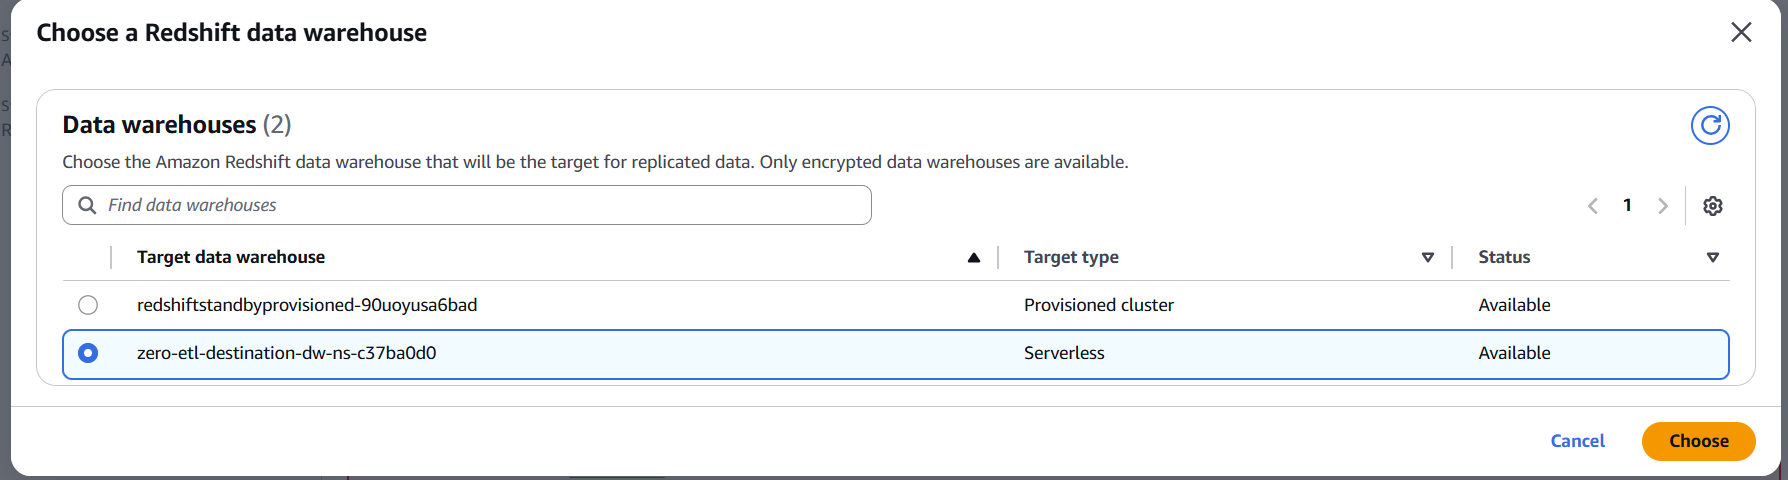 Choose a Redshift data warehouse
Data warehouses (2)
Choose the Amazon Redshift data warehouse that will be the target for replicated data. Only encrypted data warehouses are available.
Find data warehouses
1
Target data warehouse Target type Status
redshiftstandbyprovisioned-90uoyusa6bad Provisioned cluster Available
zero-etl-destination-dw-ns-c37ba0d0 Serverless Available
Cancel Choose